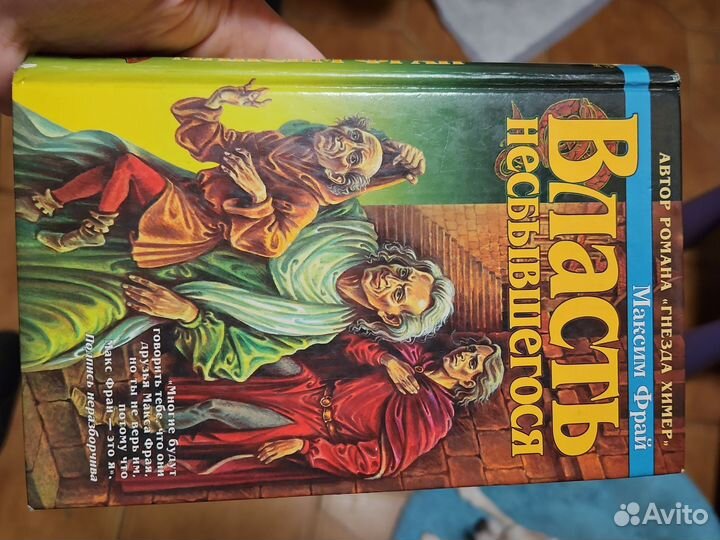 АВТОР РОМАНА «ГНЕЗДА ХИМЕР»
Максим Фрай
Власть
несбывшегося
«Многие будут
говорить тебе, что они
друзья Макса Фрая,
но ты не верь им,
потому что
Макс Фрай — это я»,
Подпись неразборчива
Avito